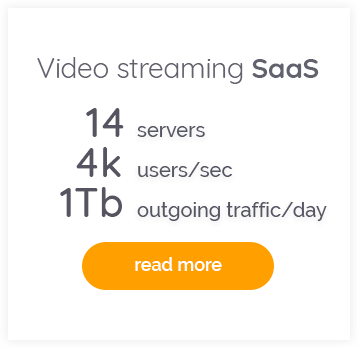 Video streaming SaaS
14 servers
4k users/sec
1Tb outgoing traffic/day
read more